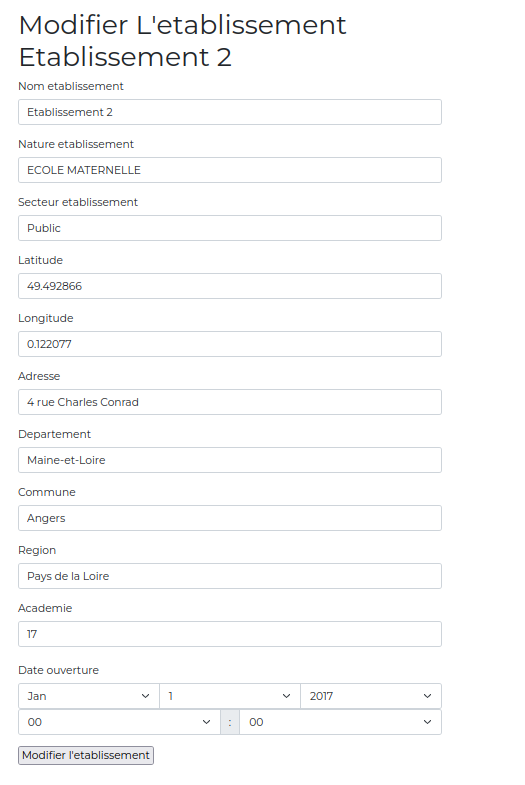 Modifier L'etablissement
Etablissement 2
Nom etablissement
Etablissement 2
Nature etablissement
ECOLE MATERNELLE
Secteur etablissement
Public
Latitude
49.492866
Longitude
0.122077
Adresse
4 rue Charles Conrad
Departement
Maine-et-Loire
Commune
Angers
Region
Pays de la Loire
Academie
17
Date ouverture
Jan 1 2017
00 : 00
Modifier l'etablissement